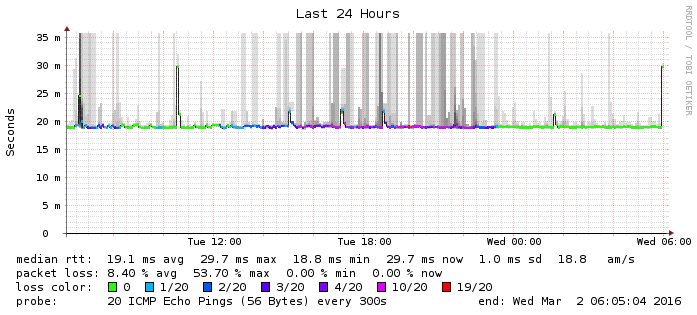 Last 24 Hours
RRDTOOL / TOBI OETIKER
Seconds
35 m
30 m
25 m
20 m
15 m
10 m
5 m
0
Tue 12:00 Tue 18:00 Wed 00:00 Wed 06:00
median rtt: 19.1 ms avg 29.7 ms max 18.8 ms min 29.7 ms now 1.0 ms sd 18.8 am/s
packet loss: 8.40 % avg 53.70 % max 0.00 % min 0.00 % now
loss color: 0 1/20 2/20 3/20 4/20 10/20 19/20
probe: 20 ICMP Echo Pings (56 Bytes) every 300s end: Wed Mar 2 06:05:04 2016